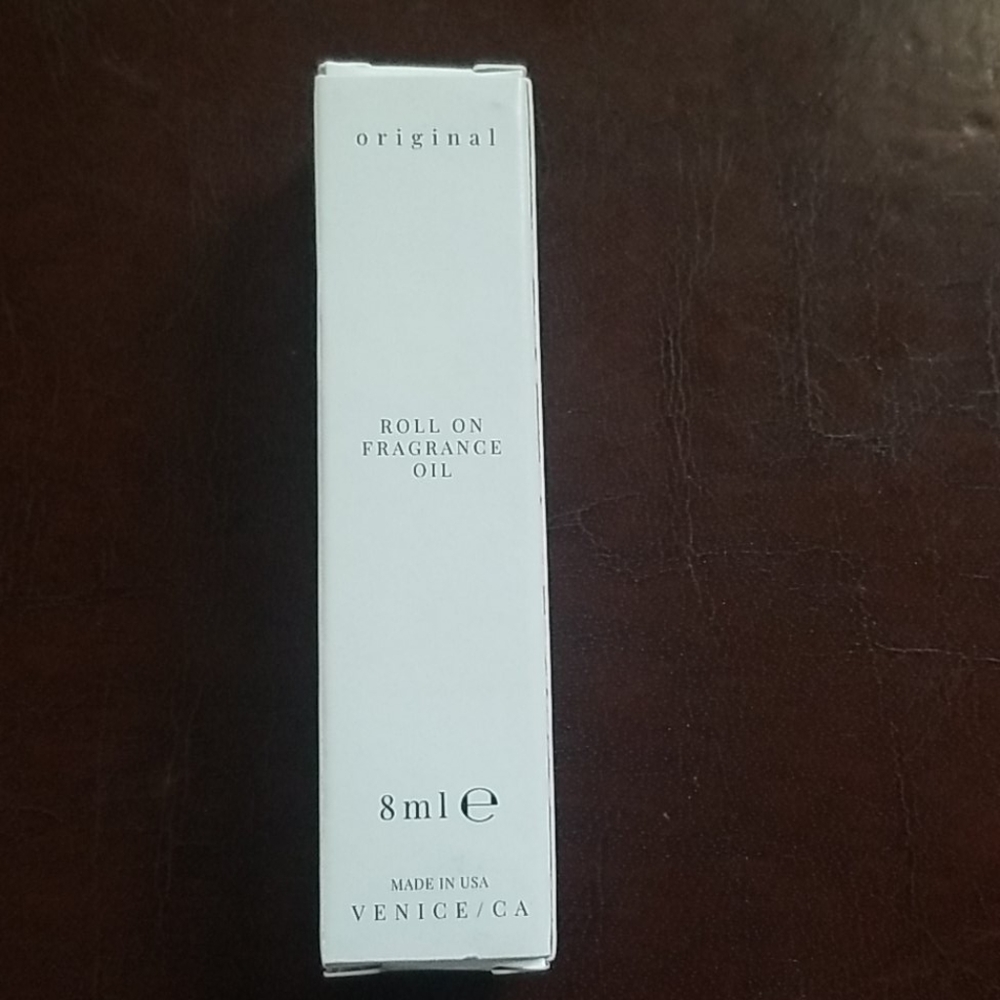 original
ROLL ON
FRAGRANCE
OIL
8ml ℮
MADE IN USA
VENICE/CA